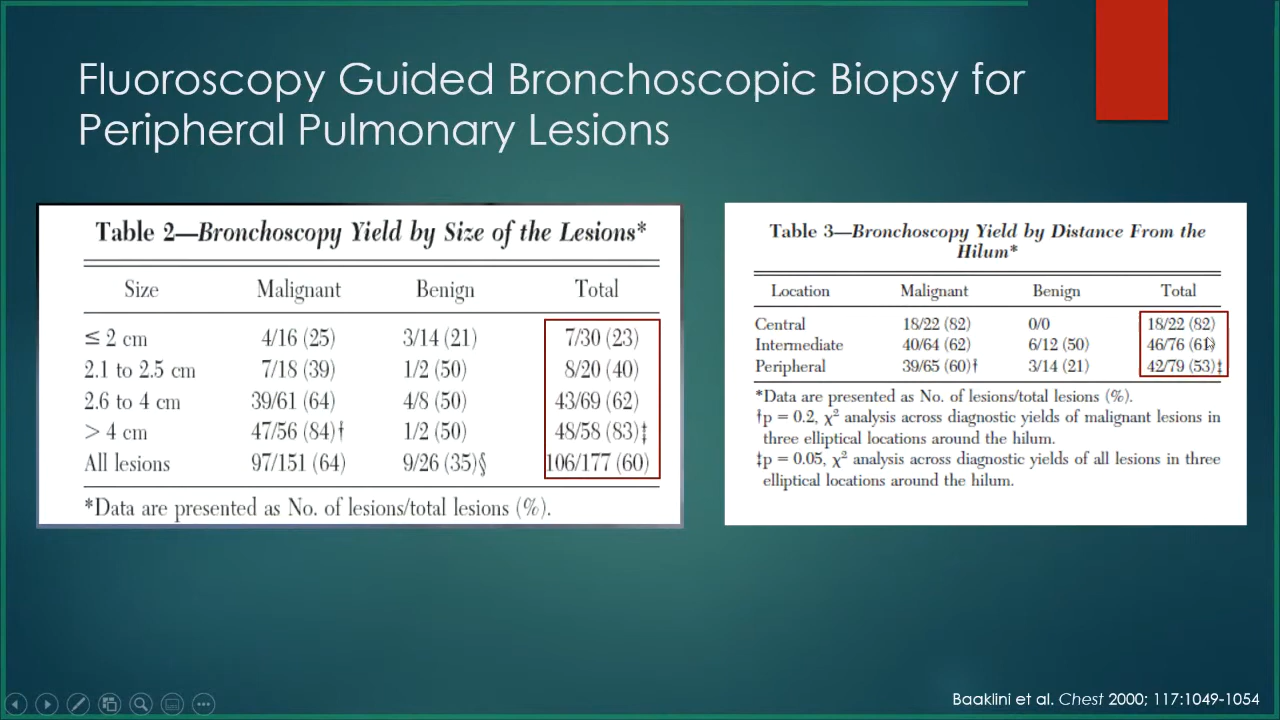 Fluoroscopy Guided Bronchoscopic Biopsy for
Peripheral Pulmonary Lesions
Table 2—Bronchoscopy Yield by Size of the Lesions*
Size Malignant Benign Total
≤ 2 cm 4/16 (25) 3/14 (21) 7/30 (23)
2.1 to 2.5 cm 7/18 (39) 1/2 (50) 8/20 (40)
2.6 to 4 cm 39/61 (64) 4/8 (50) 43/69 (62)
> 4 cm 47/56 (84)† 1/2 (50) 48/58 (83)‡
All lesions 97/151 (64) 9/26 (35)§ 106/177 (60)
*Data are presented as No. of lesions/total lesions (%).
Table 3—Bronchoscopy Yield by Distance From the
Hilum*
Location Malignant Benign Total
Central 18/22 (82) 0/0 18/22 (82)
Intermediate 40/64 (62) 6/12 (50) 46/76 (61)
Peripheral 39/65 (60)† 3/14 (21) 42/79 (53)‡
*Data are presented as No. of lesions/total lesions (%).
†p = 0.2, χ² analysis across diagnostic yields of malignant lesions in
three elliptical locations around the hilum.
‡p = 0.05, χ² analysis across diagnostic yields of all lesions in three
elliptical locations around the hilum.
Baaklini et al. Chest 2000; 117:1049-1054